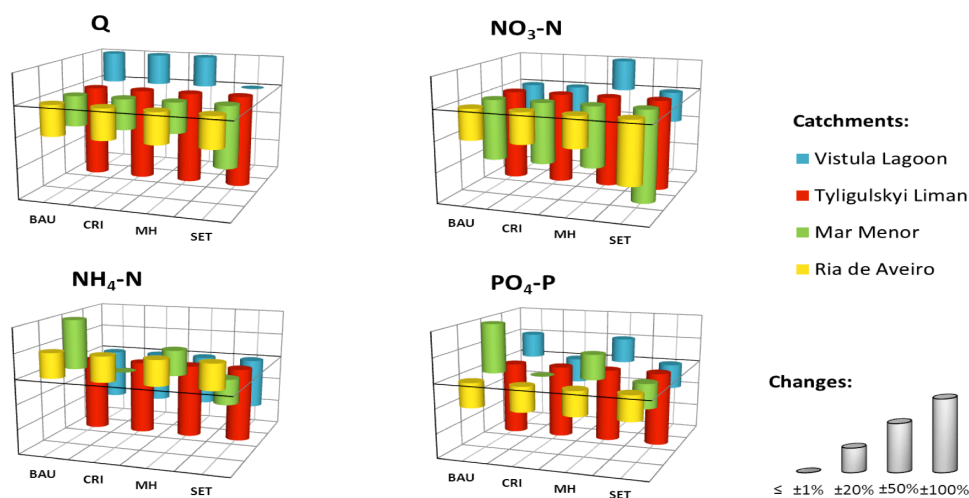 Q
BAU CRI MH SET
NO₃-N
BAU CRI MH SET
NH₄-N
BAU CRI MH SET
PO₄-P
BAU CRI MH SET
Catchments:
Vistula Lagoon
Tyligulskyi Liman
Mar Menor
Ria de Aveiro
Changes:
≤ ±1% ±20% ±50% ±100%